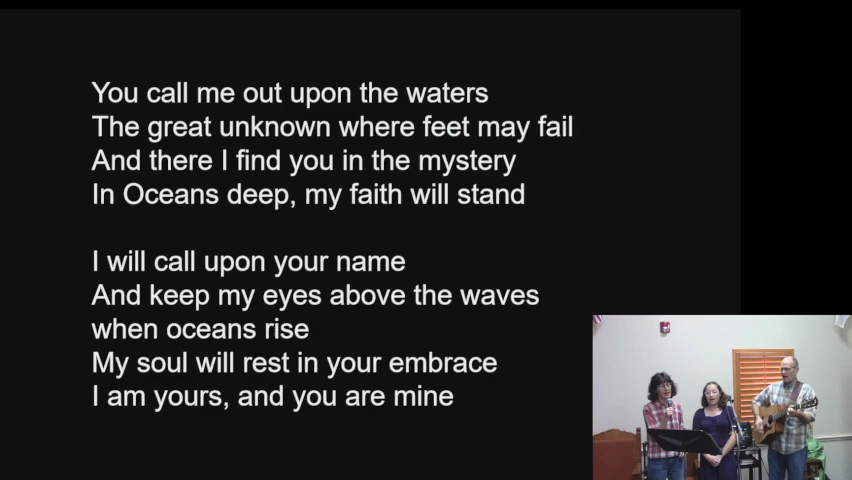 You call me out upon the waters
The great unknown where feet may fail
And there I find you in the mystery
In Oceans deep, my faith will stand
I will call upon your name
And keep my eyes above the waves
when oceans rise
My soul will rest in your embrace
I am yours, and you are mine